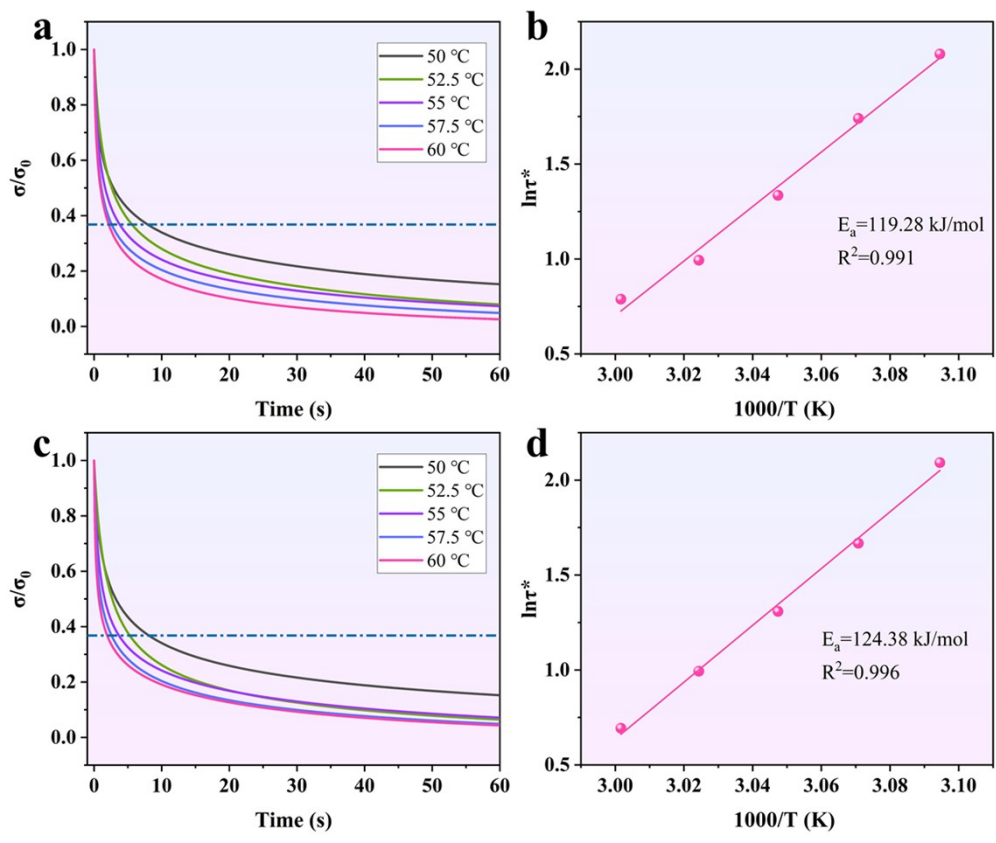 a
1.0
0.8
0.6
0.4
0.2
0.0
σ/σ0
50 ℃
52.5 ℃
55 ℃
57.5 ℃
60 ℃
0 10 20 30 40 50 60
Time (s)
b
2.0
1.5
1.0
0.5
lnτ*
Ea=119.28 kJ/mol
R2=0.991
3.00 3.02 3.04 3.06 3.08 3.10
1000/T (K)
c
1.0
0.8
0.6
0.4
0.2
0.0
σ/σ0
50 ℃
52.5 ℃
55 ℃
57.5 ℃
60 ℃
0 10 20 30 40 50 60
Time (s)
d
2.0
1.5
1.0
0.5
lnτ*
Ea=124.38 kJ/mol
R2=0.996
3.00 3.02 3.04 3.06 3.08 3.10
1000/T (K)